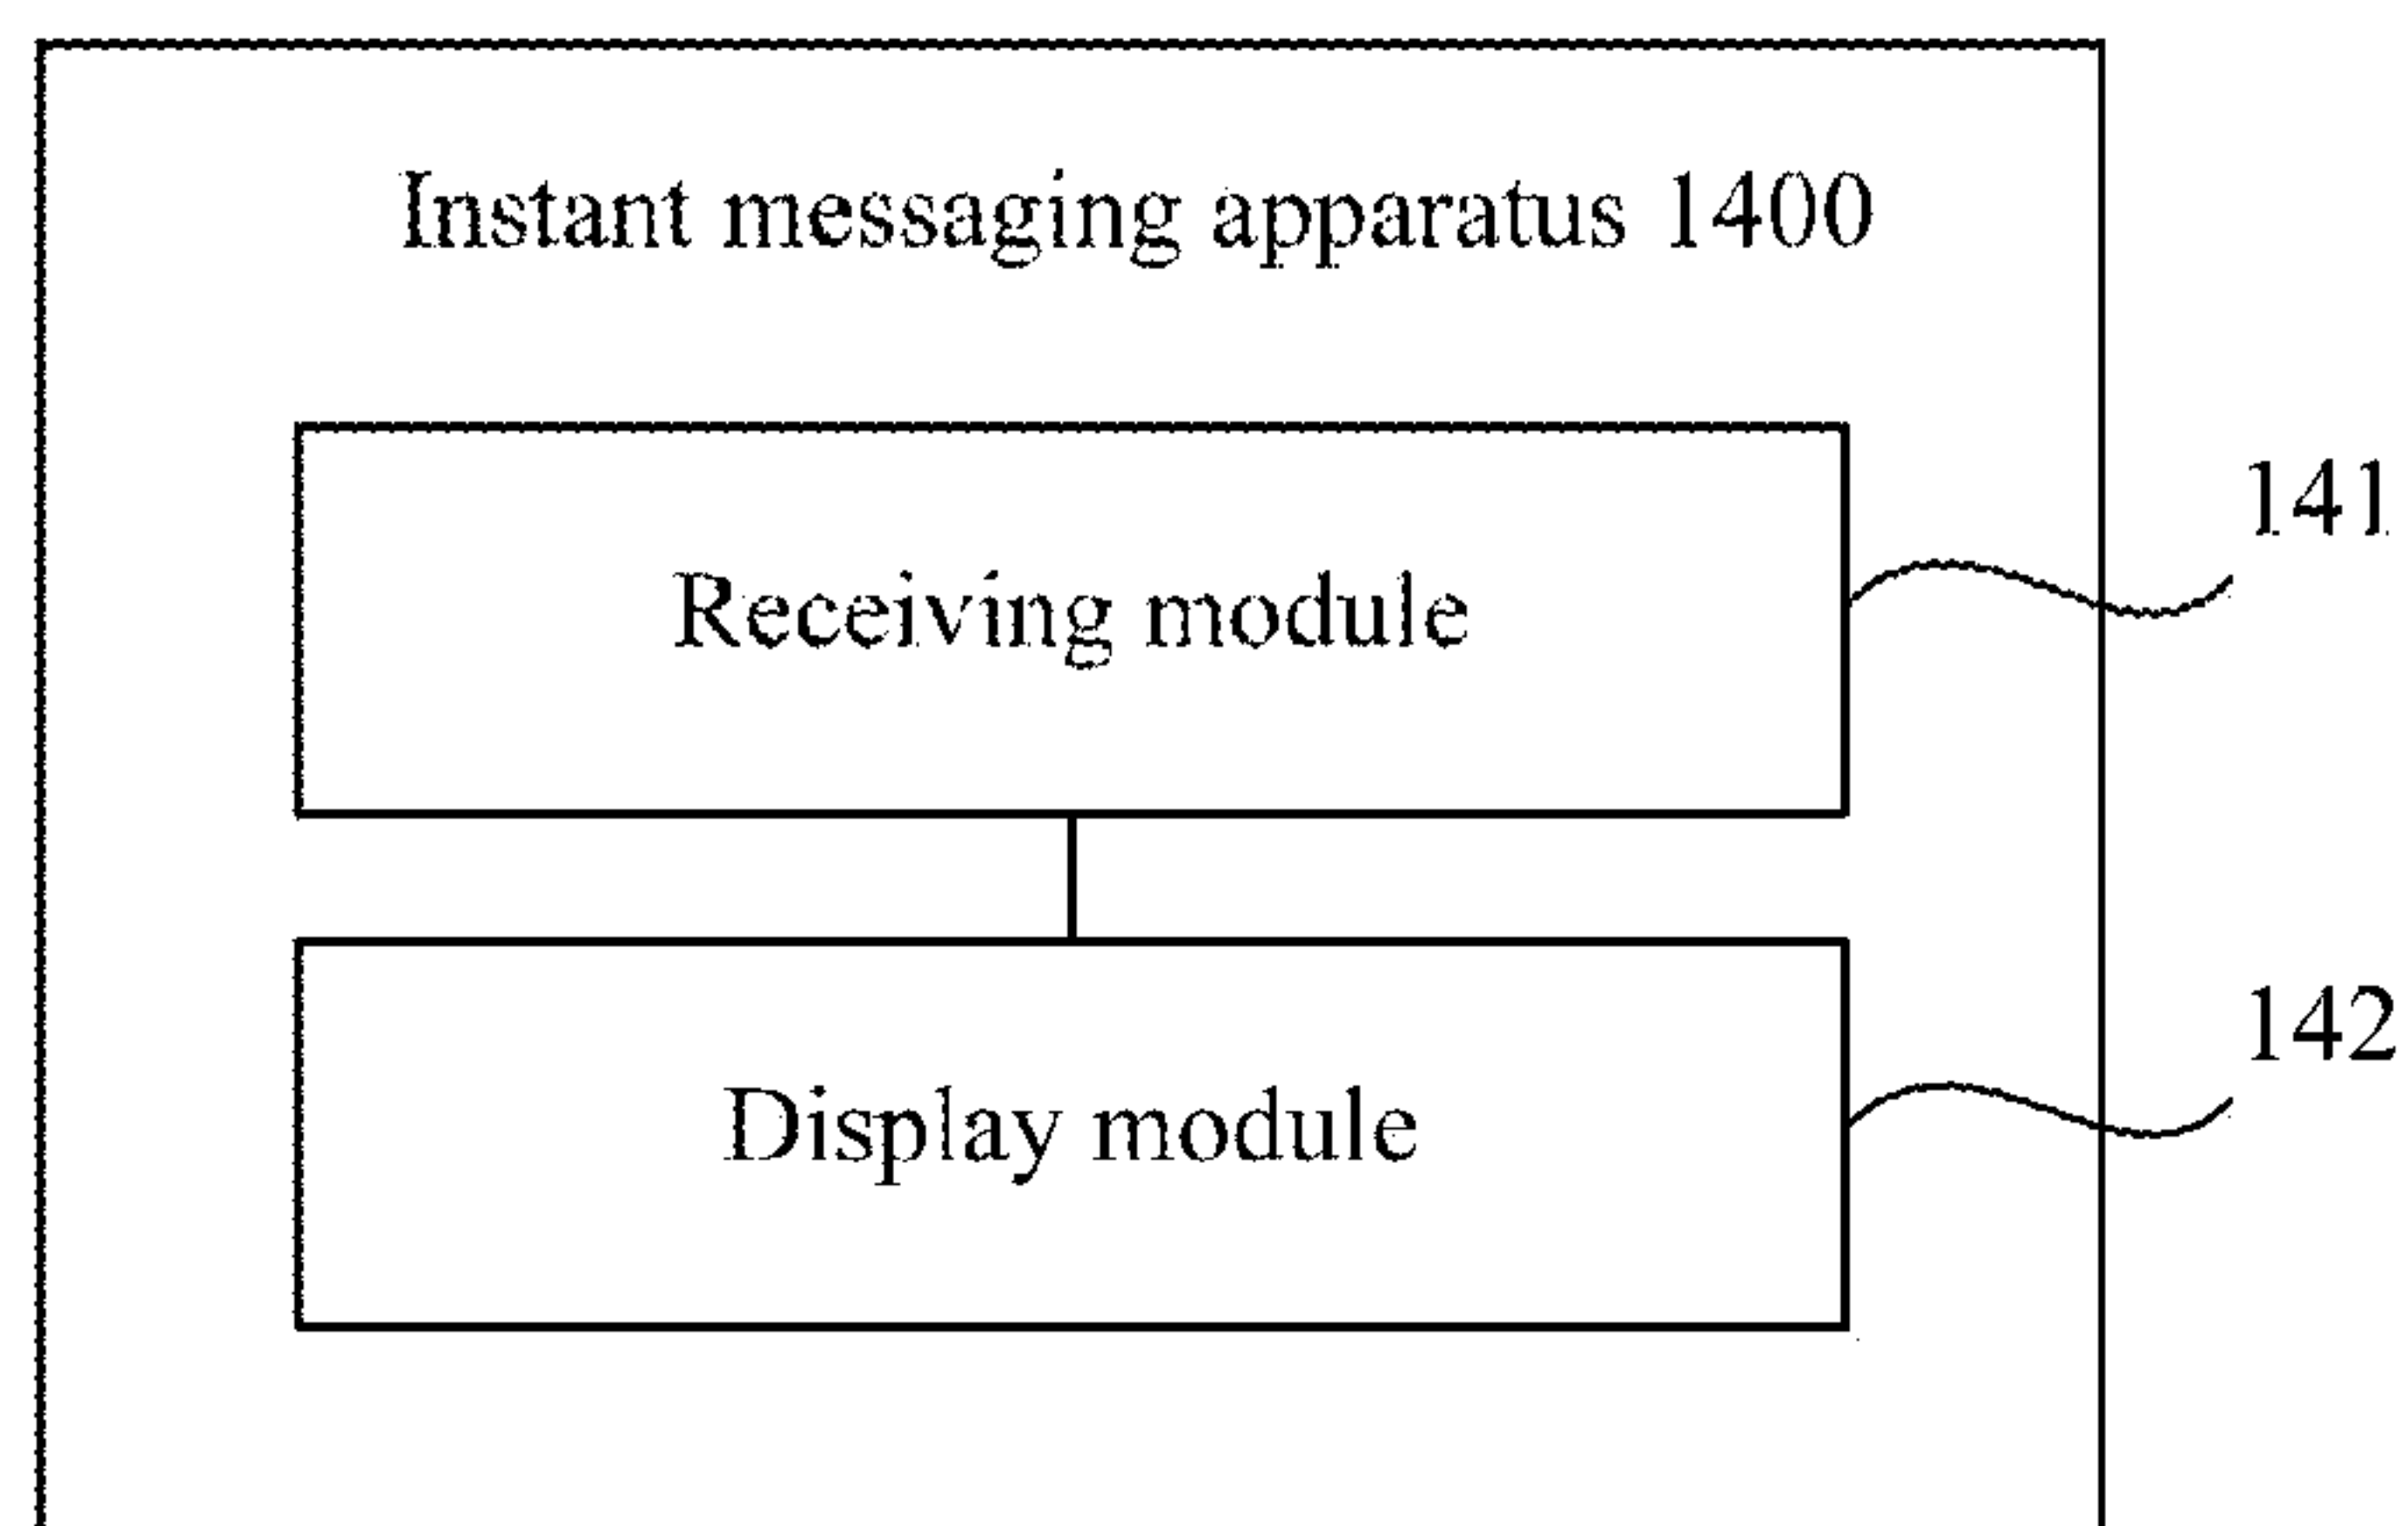 Instant messaging apparatus 1400
141
Receiving module
142
Display module